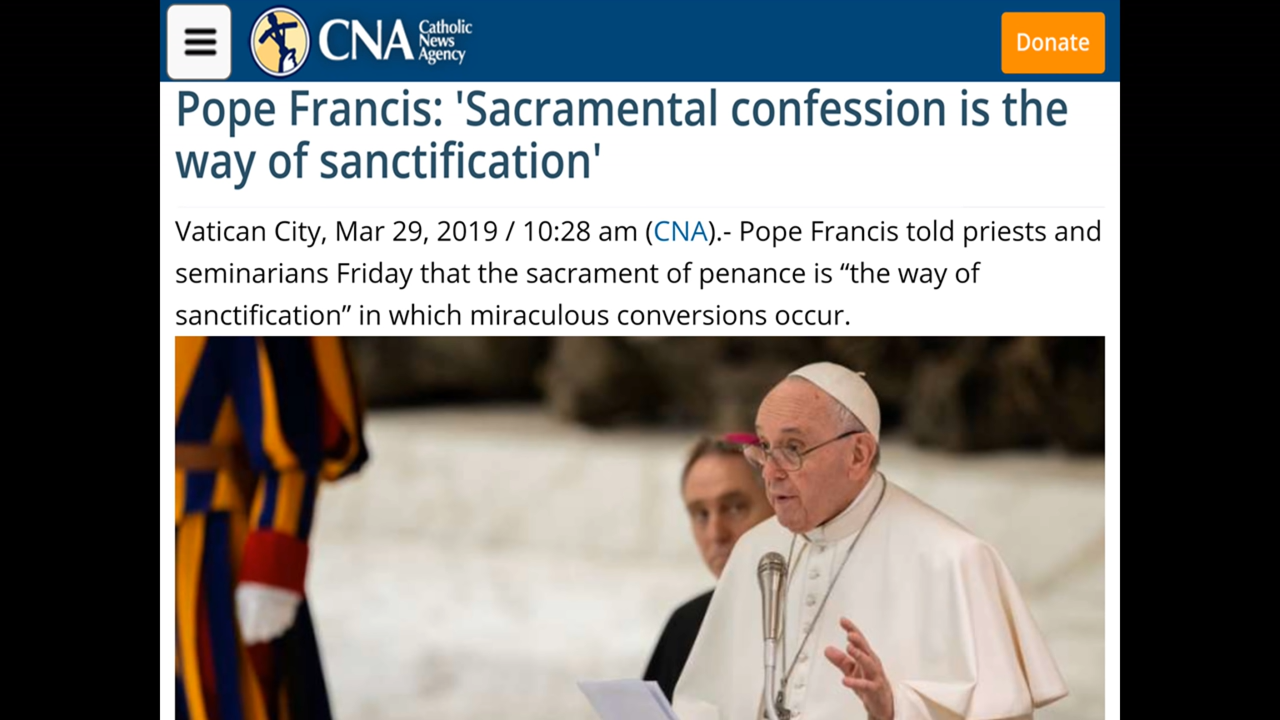 CNA
Catholic
News
Agency
Donate
Pope Francis: 'Sacramental confession is the
way of sanctification'
Vatican City, Mar 29, 2019 / 10:28 am (CNA).- Pope Francis told priests and
seminarians Friday that the sacrament of penance is “the way of
sanctification” in which miraculous conversions occur.